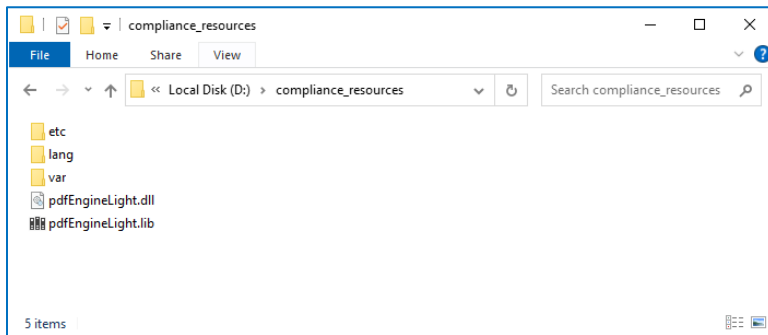 compliance_resources
File Home Share View
« Local Disk (D:) › compliance_resources Search compliance_resources
etc
lang
var
pdfEngineLight.dll
pdfEngineLight.lib
5 items